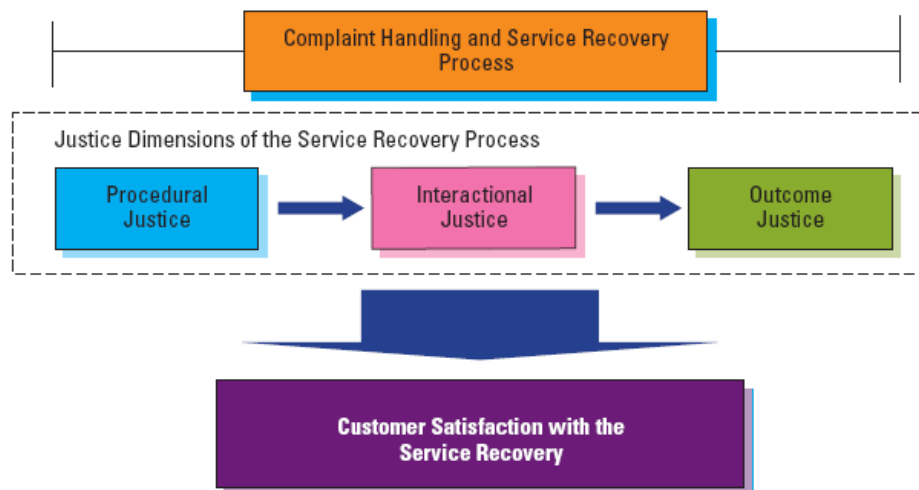 Complaint Handling and Service Recovery
Process
Justice Dimensions of the Service Recovery Process
Procedural
Justice
Interactional
Justice
Outcome
Justice
Customer Satisfaction with the
Service Recovery